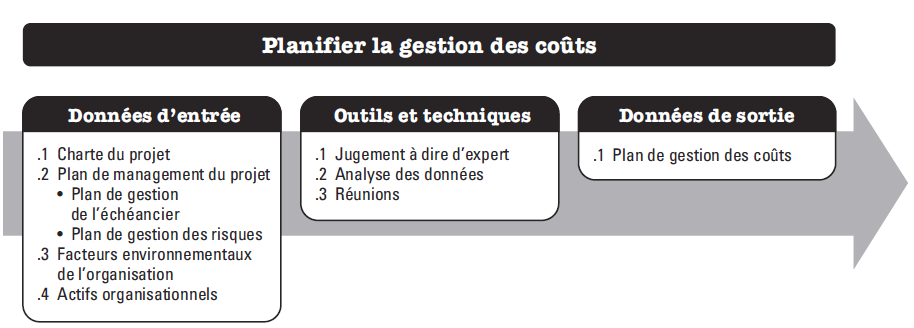 Planifier la gestion des coûts
Données d'entrée
.1 Charte du projet
.2 Plan de management du projet
• Plan de gestion
de l'échéancier
• Plan de gestion des risques
.3 Facteurs environnementaux
de l'organisation
.4 Actifs organisationnels
Outils et techniques
.1 Jugement à dire d'expert
.2 Analyse des données
.3 Réunions
Données de sortie
.1 Plan de gestion des coûts